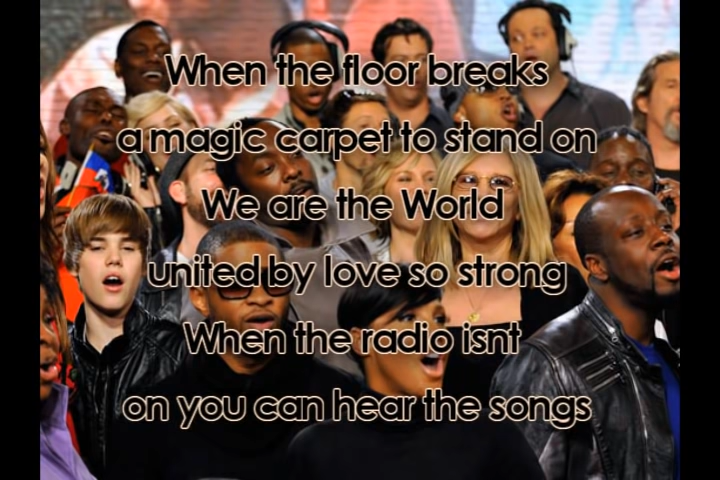 When the floor breaks
a magic carpet to stand on
We are the World
united by love so strong
When the radio isnt
on you can hear the songs